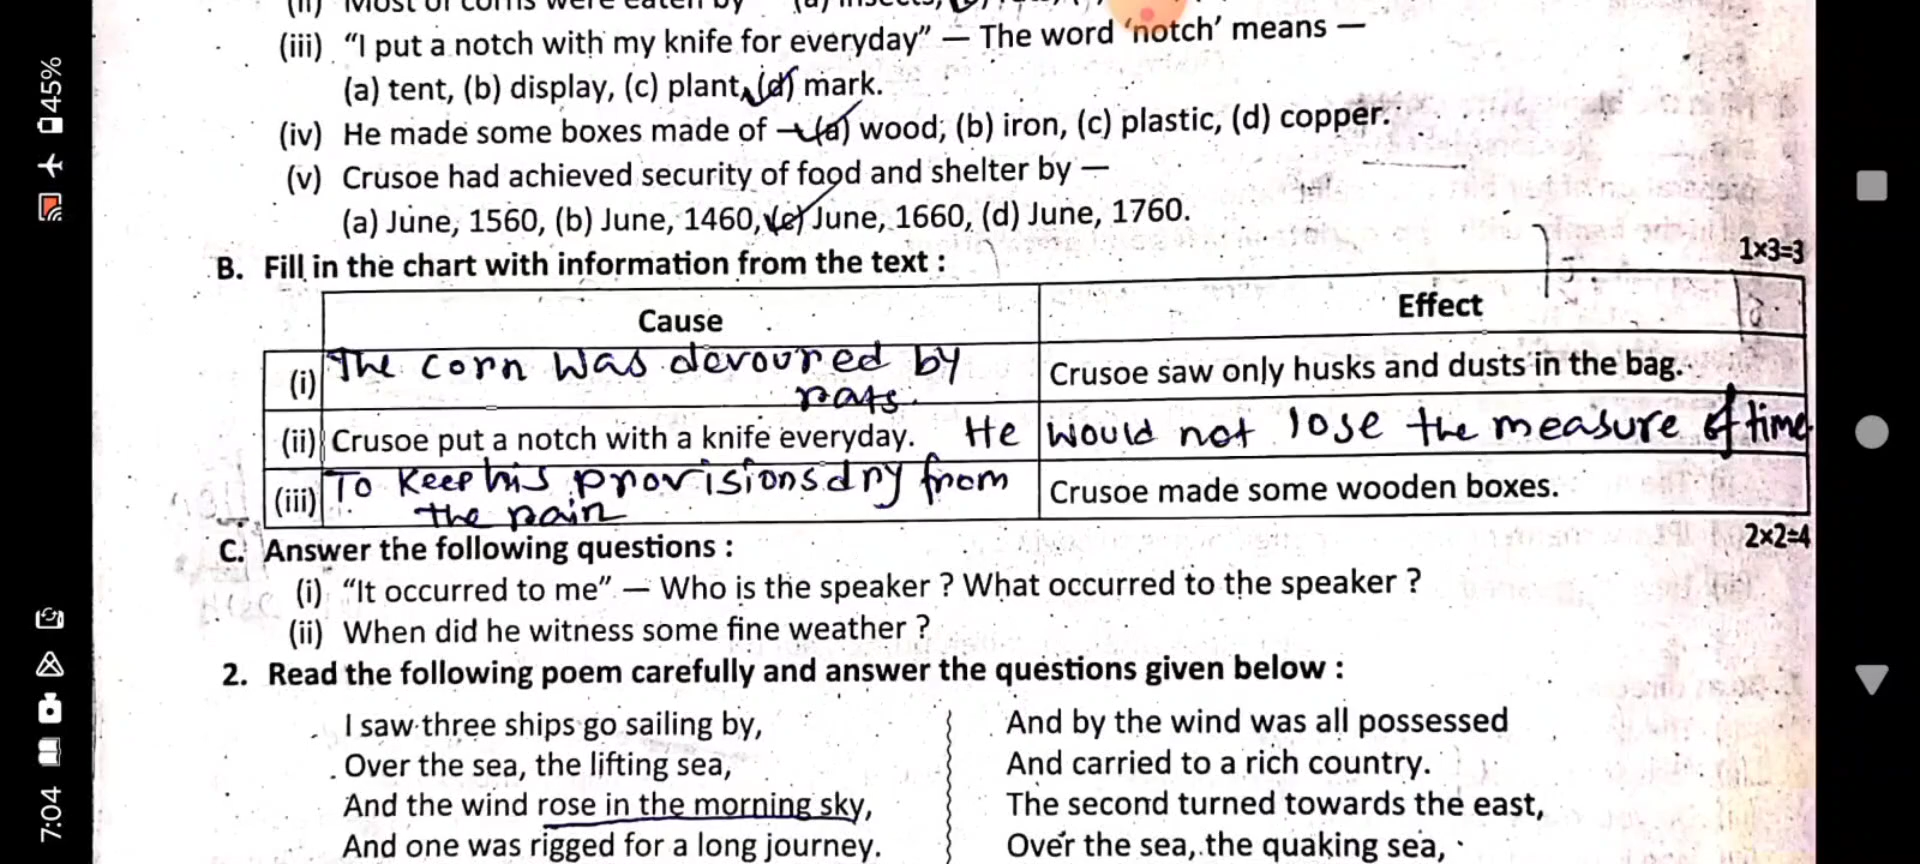 (ii) Most of corns were eaten by (a) insects,
(iii) “I put a notch with my knife for everyday” — The word ‘notch’ means —
(a) tent, (b) display, (c) plant, (d) mark.
(iv) He made some boxes made of — (a) wood, (b) iron, (c) plastic, (d) copper.
(v) Crusoe had achieved security of food and shelter by —
(a) June, 1560, (b) June, 1460, (c) June, 1660, (d) June, 1760.
B. Fill in the chart with information from the text : 1x3=3
Cause Effect
(i) The corn was devoured by rats. Crusoe saw only husks and dusts in the bag.
(ii) Crusoe put a notch with a knife everyday. He would not lose the measure of time.
(iii) To keep his provisions dry from the rain Crusoe made some wooden boxes.
C. Answer the following questions : 2x2=4
(i) “It occurred to me” — Who is the speaker ? What occurred to the speaker ?
(ii) When did he witness some fine weather ?
2. Read the following poem carefully and answer the questions given below :
I saw three ships go sailing by,
Over the sea, the lifting sea,
And the wind rose in the morning sky,
And one was rigged for a long journey.
And by the wind was all possessed
And carried to a rich country.
The second turned towards the east,
Over the sea, the quaking sea,
45%
7:04